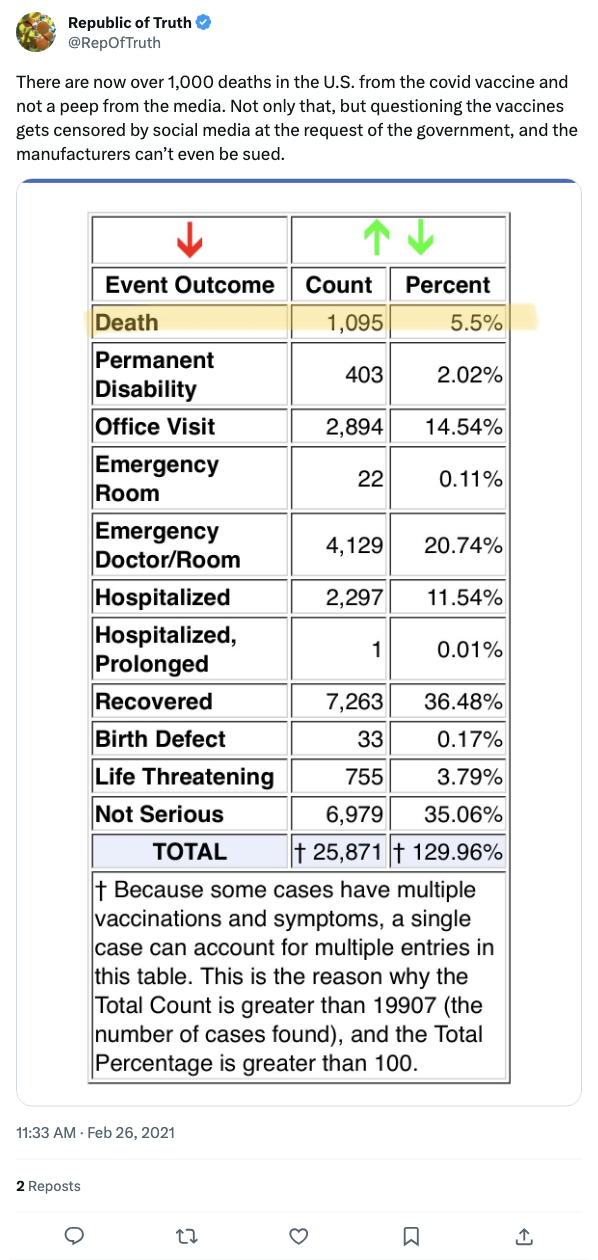 Republic of Truth
@RepOfTruth
There are now over 1,000 deaths in the U.S. from the covid vaccine and
not a peep from the media. Not only that, but questioning the vaccines
gets censored by social media at the request of the government, and the
manufacturers can’t even be sued.
Event Outcome Count Percent
Death 1,095 5.5%
Permanent
Disability 403 2.02%
Office Visit 2,894 14.54%
Emergency
Room 22 0.11%
Emergency
Doctor/Room 4,129 20.74%
Hospitalized 2,297 11.54%
Hospitalized,
Prolonged 1 0.01%
Recovered 7,263 36.48%
Birth Defect 33 0.17%
Life Threatening 755 3.79%
Not Serious 6,979 35.06%
TOTAL † 25,871 † 129.96%
† Because some cases have multiple
vaccinations and symptoms, a single
case can account for multiple entries in
this table. This is the reason why the
Total Count is greater than 19907 (the
number of cases found), and the Total
Percentage is greater than 100.
11:33 AM · Feb 26, 2021
2 Reposts